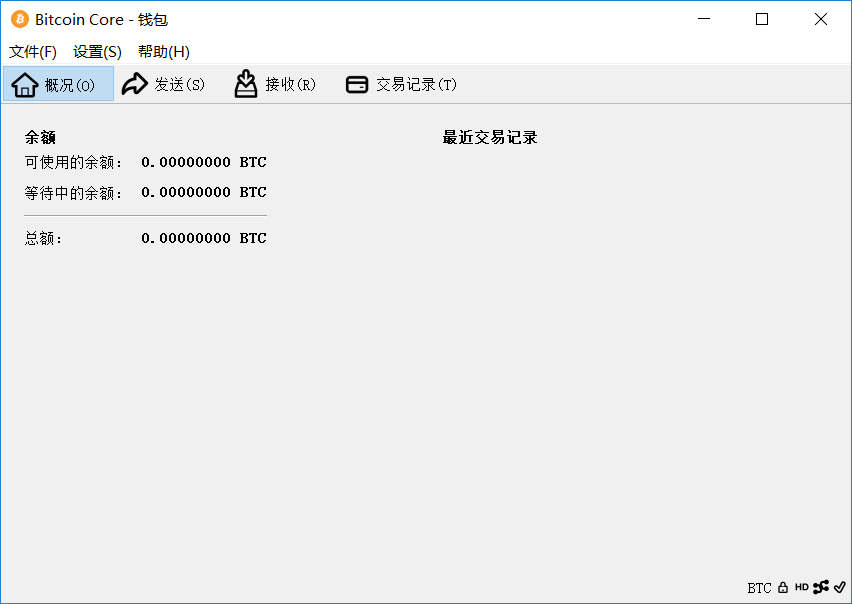 Bitcoin Core - 钱包
文件(F) 设置(S) 帮助(H)
概况(O) 发送(S) 接收(R) 交易记录(T)
余额
可使用的余额： 0.00000000 BTC
等待中的余额： 0.00000000 BTC
总额： 0.00000000 BTC
最近交易记录
BTC HD